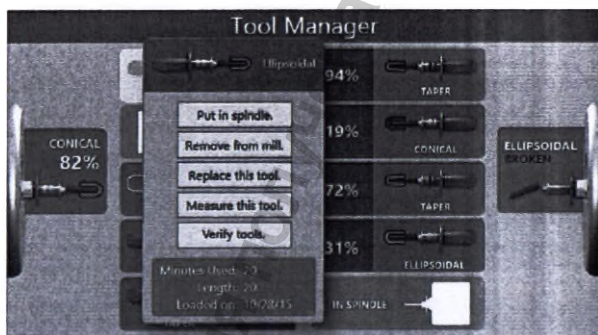 Tool Manager
Ellipsoidal
Put in spindle.
Remove from mill.
Replace this tool.
Measure this tool.
Verify tools.
Minutes Used: 20
Length: 20
Loaded on: 10/28/15
CONICAL
82%
94%
TAPER
19%
CONICAL
72%
TAPER
31%
ELLIPSOIDAL
IN SPINDLE
TAPER
ELLIPSOIDAL
BROKEN